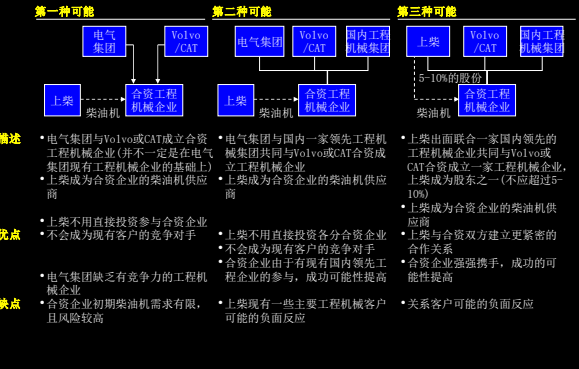 第一种可能
第二种可能
第三种可能
电气
集团
Volvo
/CAT
上柴
合资工程
机械企业
柴油机
电气集团
Volvo
/CAT
国内工程
机械集团
上柴
合资工程
机械企业
柴油机
上柴
Volvo
/CAT
国内工程
机械集团
5-10%的股份
合资工程
机械企业
柴油机
描述
•电气集团与Volvo或CAT成立合资
工程机械企业(并不一定是在电气
集团现有工程机械企业的基础上)
•上柴成为合资企业的柴油机供应
商
•电气集团与国内一家领先工程机
械集团共同与Volvo或CAT合资成
立工程机械企业
•上柴成为合资企业的柴油机供应
商
•上柴出面联合一家国内领先的
工程机械企业共同与Volvo或
CAT合资成立一家工程机械企业,
上柴成为股东之一(不应超过5-
10%)
•上柴成为合资企业的柴油机供
应商
优点
•上柴不用直接投资参与合资企业
•不会成为现有客户的竞争对手
•上柴不用直接投资各分合资企业
•不会成为现有客户的竞争对手
•合资企业由于有现有国内领先工
程企业的参与，成功可能性提高
•上柴与合资双方建立更紧密的
合作关系
•合资企业强强携手，成功的可
能性提高
缺点
•电气集团缺乏有竞争力的工程机
械企业
•合资企业初期柴油机需求有限，
且风险较高
•上柴现有一些主要工程机械客户
可能的负面反应
•关系客户可能的负面反应